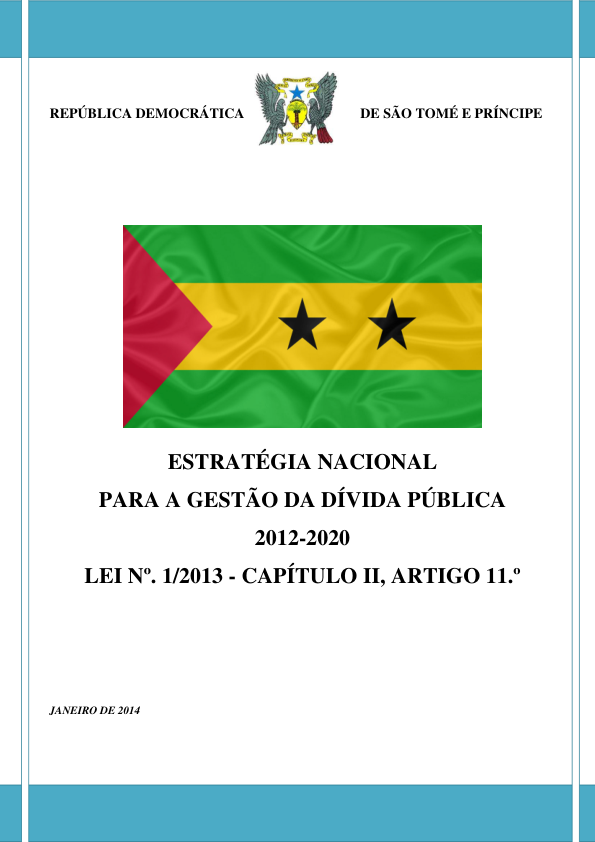 REPÚBLICA DEMOCRÁTICA DE SÃO TOMÉ E PRÍNCIPE
ESTRATÉGIA NACIONAL
PARA A GESTÃO DA DÍVIDA PÚBLICA
2012-2020
LEI Nº. 1/2013 - CAPÍTULO II, ARTIGO 11.º
JANEIRO DE 2014